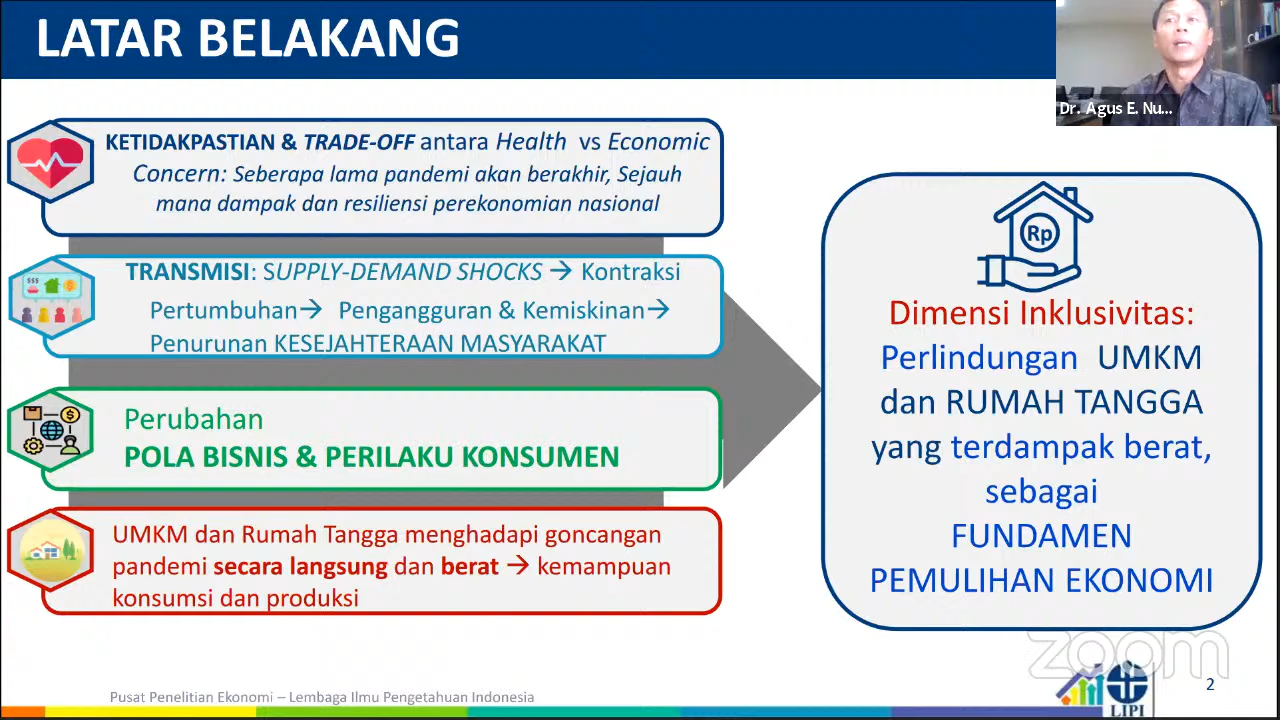 LATAR BELAKANG
Dr. Agus E. Nu...
KETIDAKPASTIAN & TRADE-OFF antara Health vs Economic
Concern: Seberapa lama pandemi akan berakhir, Sejauh
mana dampak dan resiliensi perekonomian nasional
TRANSMISI: SUPPLY-DEMAND SHOCKS → Kontraksi
Pertumbuhan→ Pengangguran & Kemiskinan→
Penurunan KESEJAHTERAAN MASYARAKAT
$$$
$
Perubahan
POLA BISNIS & PERILAKU KONSUMEN
UMKM dan Rumah Tangga menghadapi goncangan
pandemi secara langsung dan berat → kemampuan
konsumsi dan produksi
Rp
Dimensi Inklusivitas:
Perlindungan UMKM
dan RUMAH TANGGA
yang terdampak berat,
sebagai
FUNDAMEN
PEMULIHAN EKONOMI
zoom
Pusat Penelitian Ekonomi – Lembaga Ilmu Pengetahuan Indonesia
LIPI
2